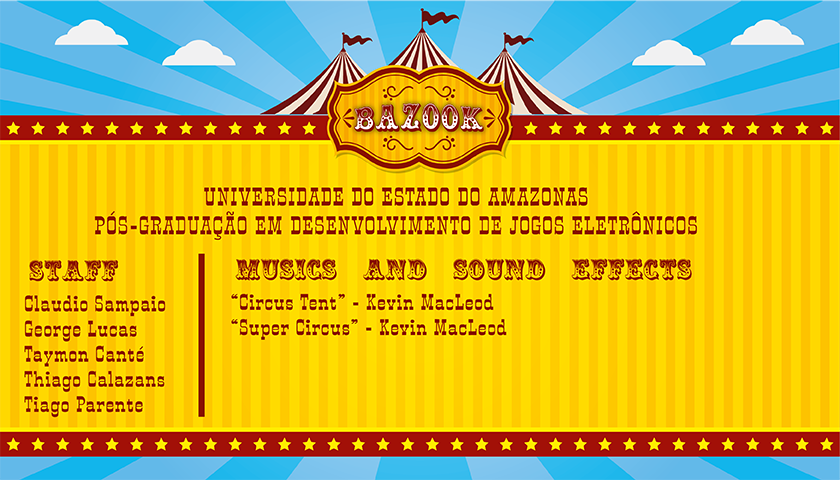 BAZOOK
UNIVERSIDADE DO ESTADO DO AMAZONAS
PÓS-GRADUAÇÃO EM DESENVOLVIMENTO DE JOGOS ELETRÔNICOS
STAFF
Claudio Sampaio
George Lucas
Taymon Canté
Thiago Calazans
Tiago Parente
MUSICS AND SOUND EFFECTS
“Circus Tent” - Kevin MacLeod
“Super Circus” - Kevin MacLeod